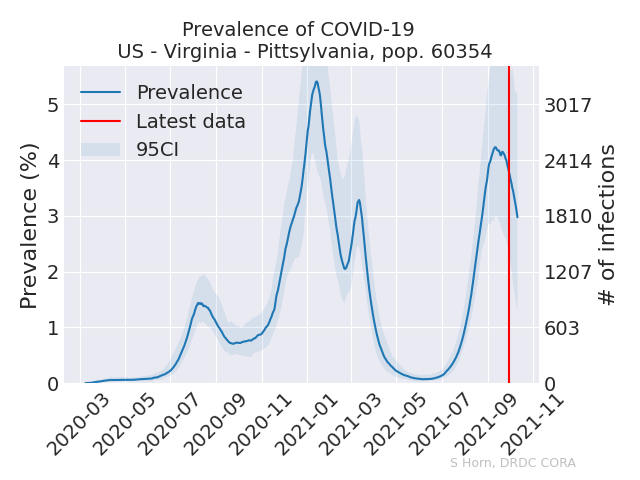 Prevalence of COVID-19
US - Virginia - Pittsylvania, pop. 60354
Prevalence
Latest data
95CI
Prevalence (%)
5
4
3
2
1
0
3017
2414
1810
1207
603
0
# of infections
2020-03
2020-05
2020-07
2020-09
2020-11
2021-01
2021-03
2021-05
2021-07
2021-09
2021-11
S Horn, DRDC CORA